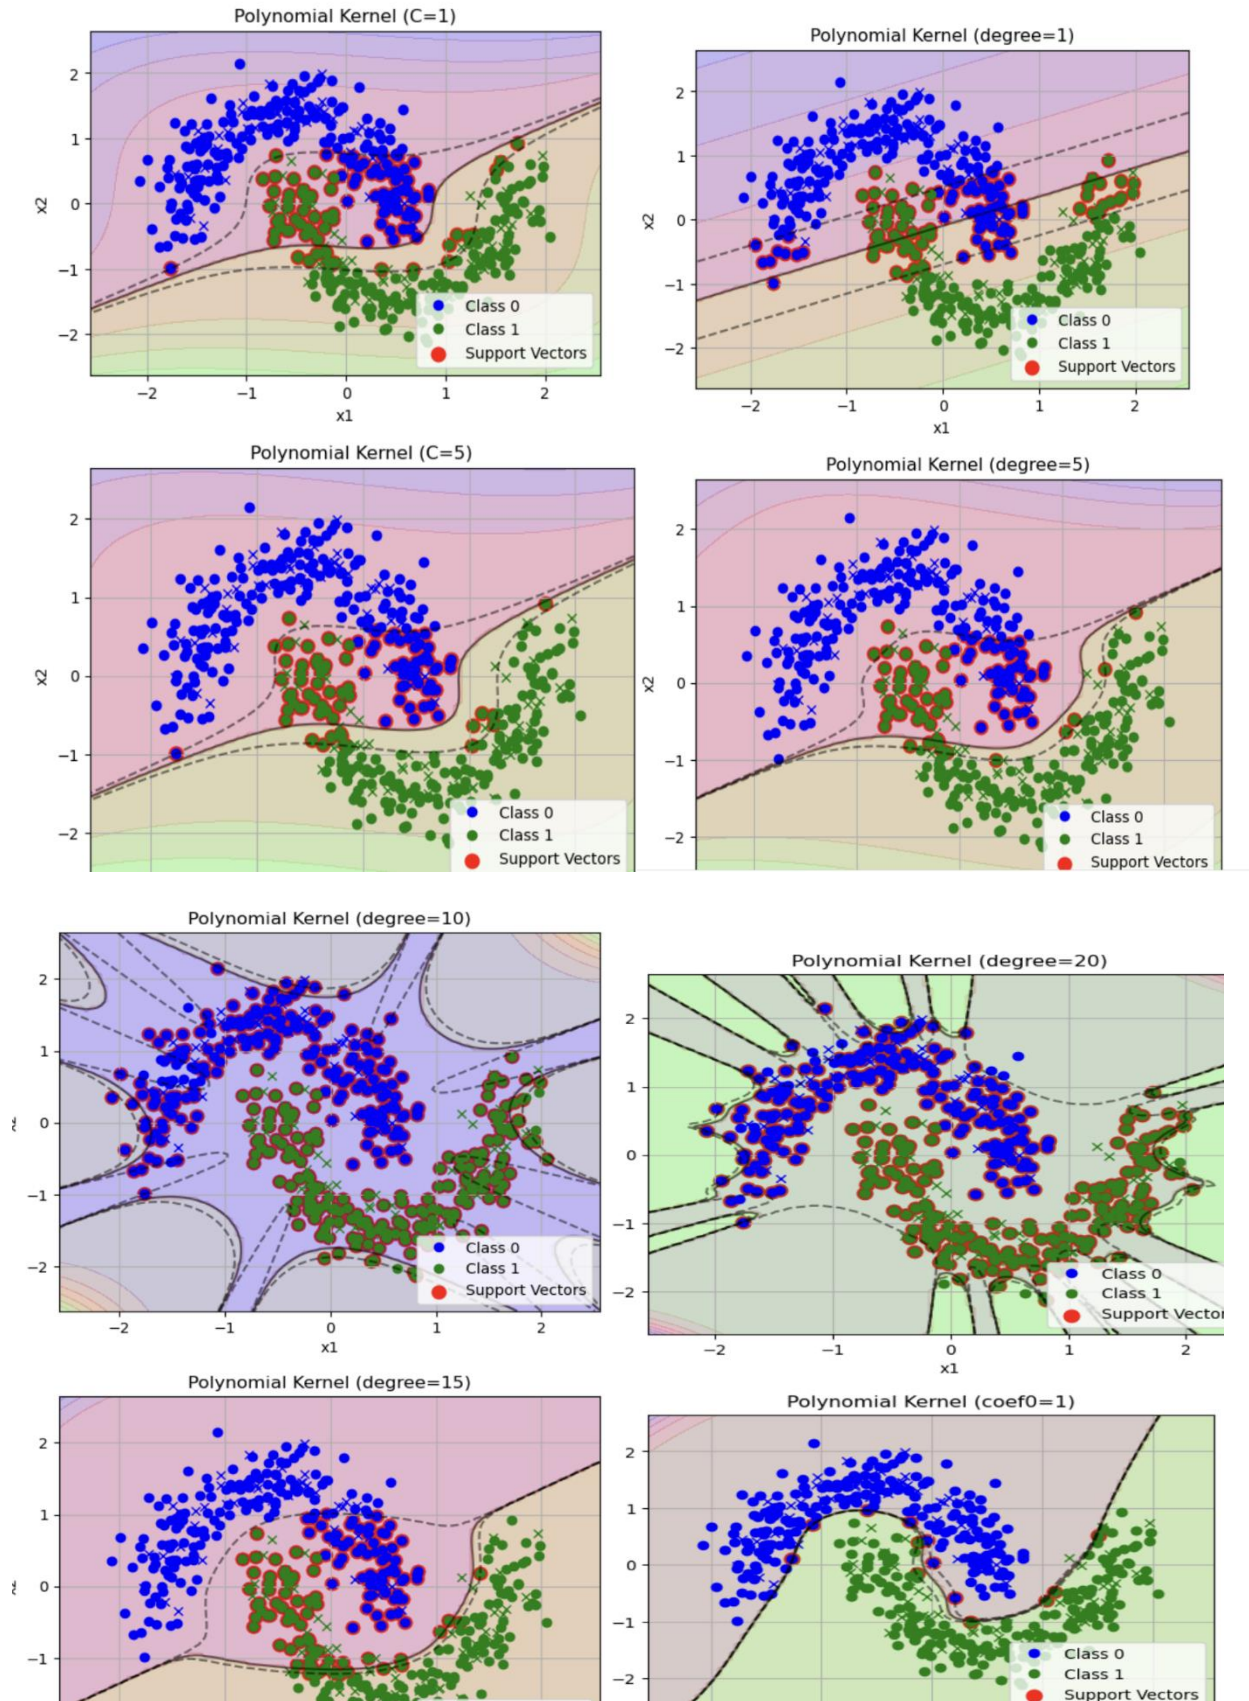 Polynomial Kernel (C=1)
2
1
0
−1
−2
x2
−2
−1
0
1
2
x1
Class 0
Class 1
Support Vectors
Polynomial Kernel (degree=1)
2
1
0
−1
−2
x2
−2
−1
0
1
2
x1
Class 0
Class 1
Support Vectors
Polynomial Kernel (C=5)
2
1
0
−1
−2
x2
Class 0
Class 1
Support Vectors
Polynomial Kernel (degree=5)
2
1
0
−1
−2
x2
Class 0
Class 1
Support Vectors
Polynomial Kernel (degree=10)
2
1
0
−1
−2
−2
−1
0
1
2
x1
Class 0
Class 1
Support Vectors
Polynomial Kernel (degree=20)
2
1
0
−1
−2
−2
−1
0
1
2
x1
Class 0
Class 1
Support Vector
Polynomial Kernel (degree=15)
2
1
0
−1
Polynomial Kernel (coef0=1)
2
1
0
−1
−2
Class 0
Class 1
Support Vectors